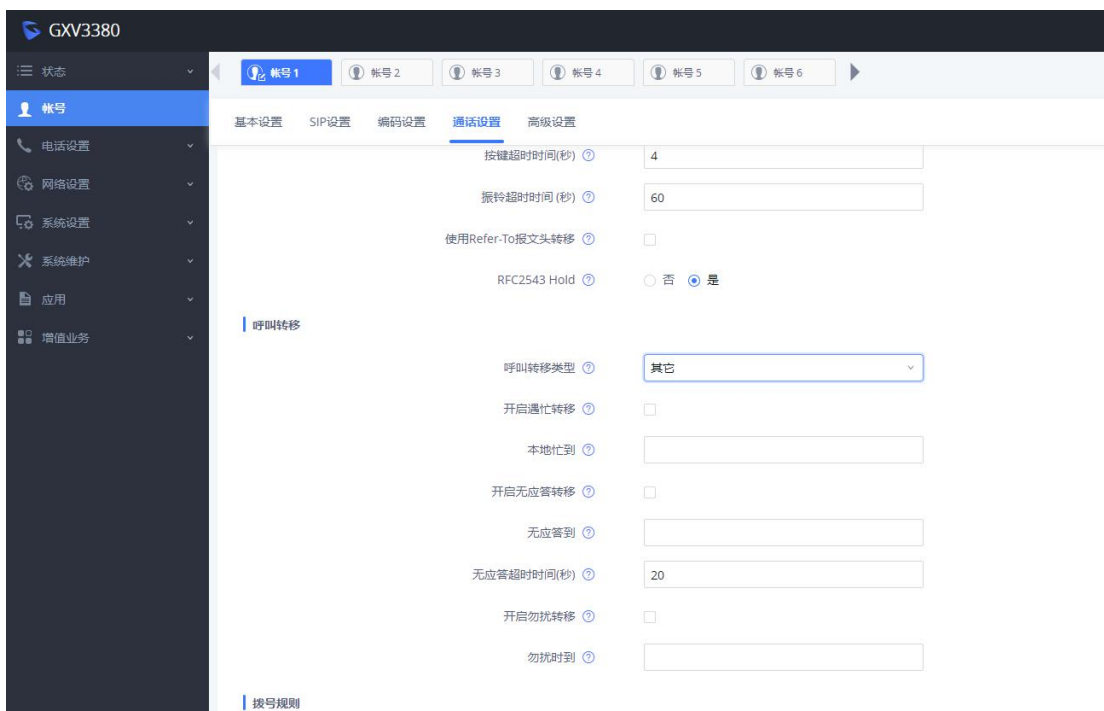 GXV3380
状态
帐号
电话设置
网络设置
系统设置
系统维护
应用
增值业务
帐号 1
帐号 2
帐号 3
帐号 4
帐号 5
帐号 6
基本设置
SIP设置
编码设置
通话设置
高级设置
按键超时时间(秒) ?
4
振铃超时时间 (秒) ?
60
使用Refer-To报文头转移 ?
RFC2543 Hold ?
否
是
呼叫转移
呼叫转移类型 ?
其它
开启遇忙转移 ?
本地忙到 ?
开启无应答转移 ?
无应答到 ?
无应答超时时间(秒) ?
20
开启勿扰转移 ?
勿扰时到 ?
拨号规则